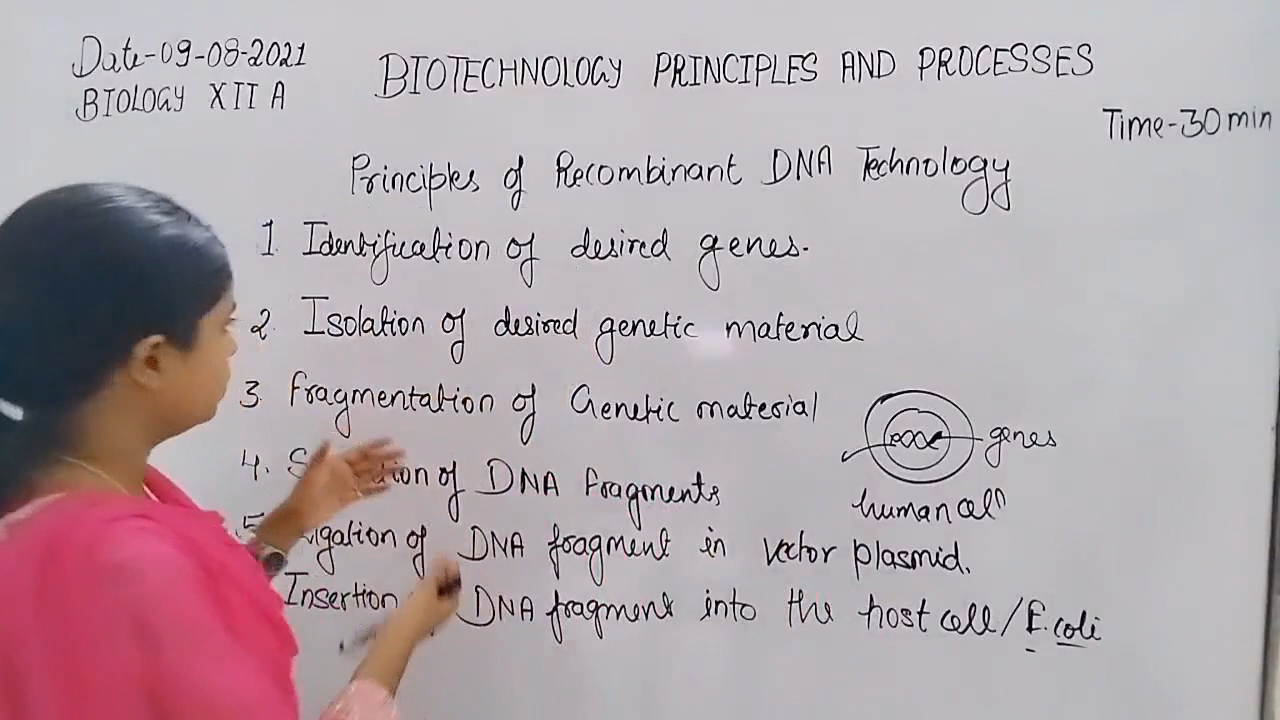 Date-09-08-2021
BIOLOGY XII A
BIOTECHNOLOGY PRINCIPLES AND PROCESSES
Time-30 min
Principles of Recombinant DNA Technology
1. Identification of desired genes.
2. Isolation of desired genetic material
3. Fragmentation of Genetic material
genes
human cell
4. of DNA fragments
5. of DNA fragment in vector plasmid.
Insertion DNA fragment into the host cell/E.coli